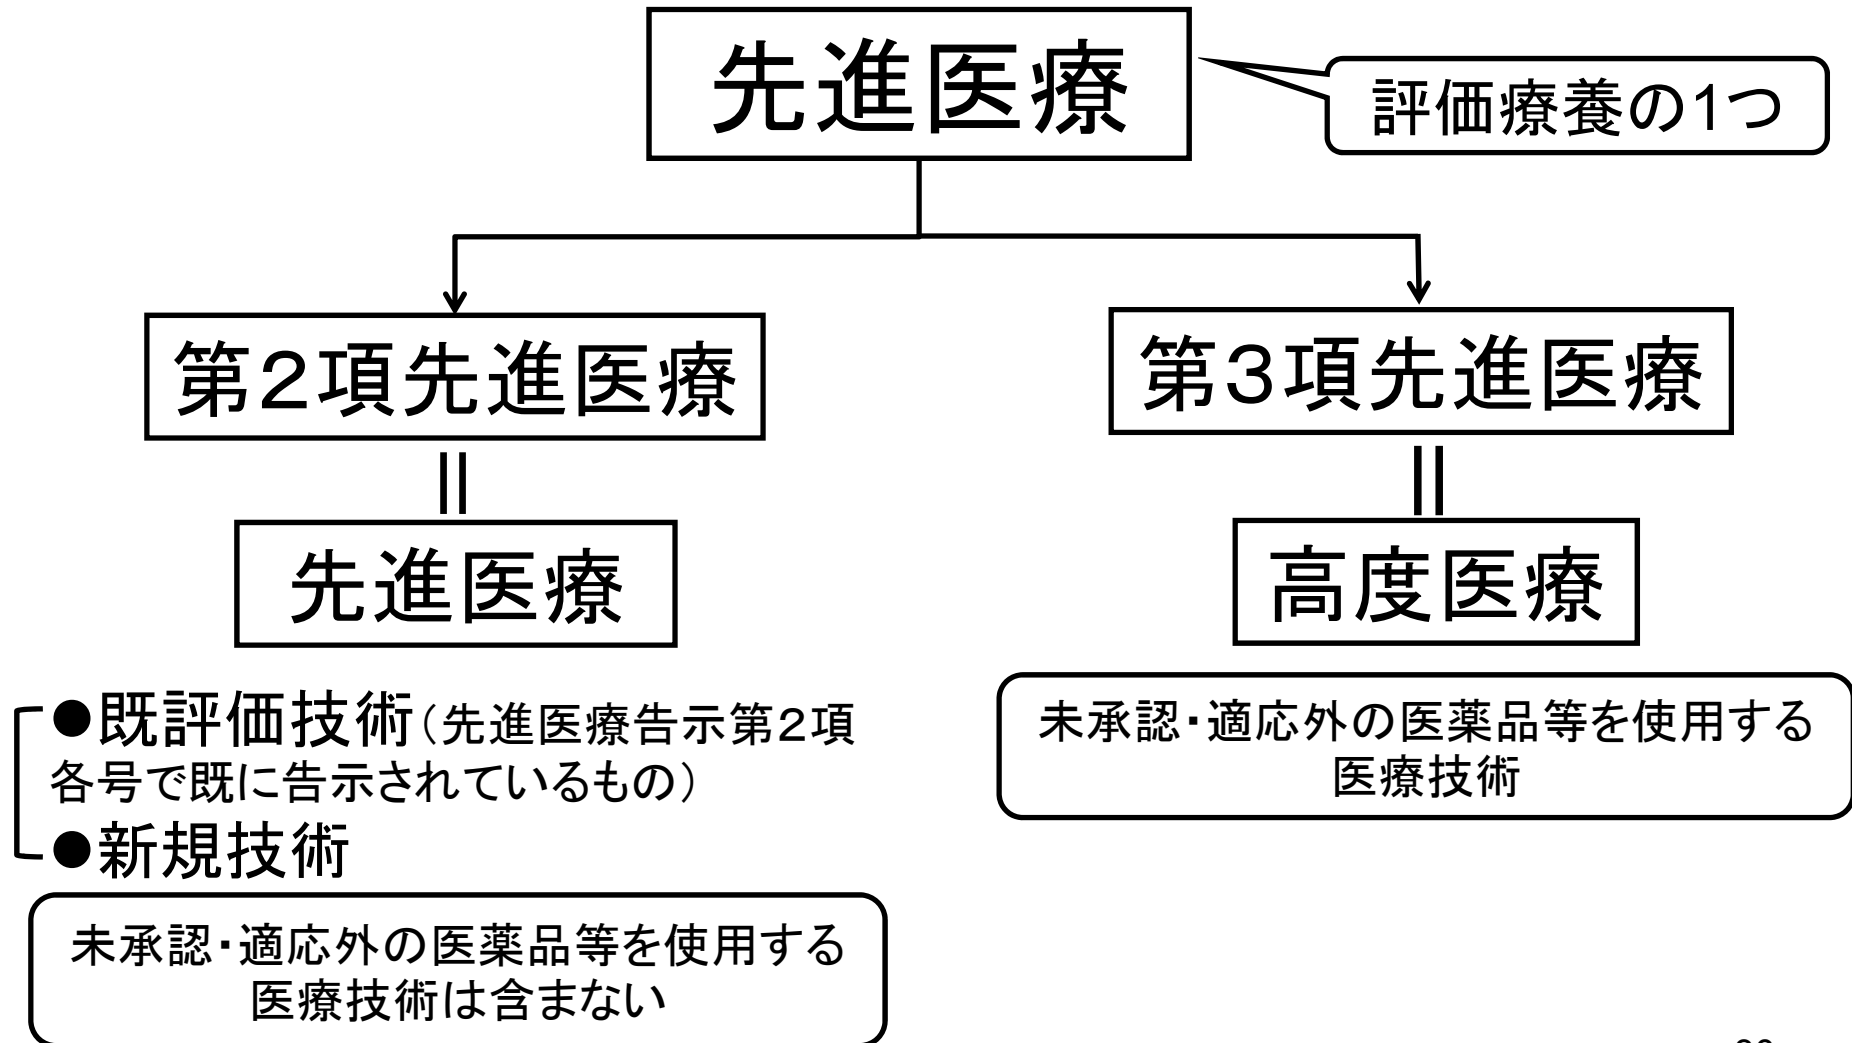 先進医療
評価療養の1つ
第2項先進医療
第3項先進医療
先進医療
高度医療
●既評価技術(先進医療告示第2項
各号で既に告示されているもの)
●新規技術
未承認・適応外の医薬品等を使用する
医療技術は含まない
未承認・適応外の医薬品等を使用する
医療技術